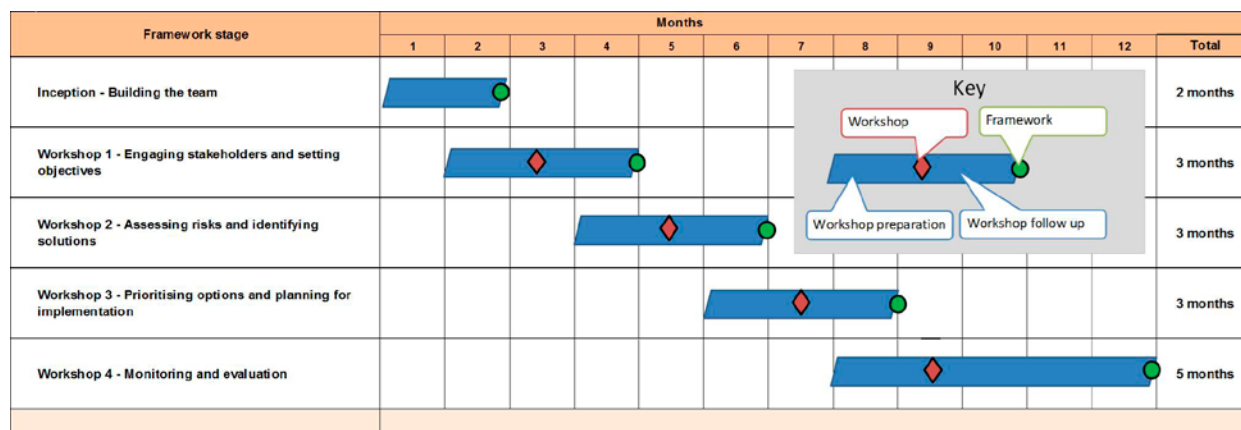 Framework stage
Months
1 2 3 4 5 6 7 8 9 10 11 12 Total
Inception - Building the team
2 months
Workshop 1 - Engaging stakeholders and setting
objectives
3 months
Workshop 2 - Assessing risks and identifying
solutions
3 months
Workshop 3 - Prioritising options and planning for
implementation
3 months
Workshop 4 - Monitoring and evaluation
5 months
Key
Workshop
Framework
Workshop preparation
Workshop follow up